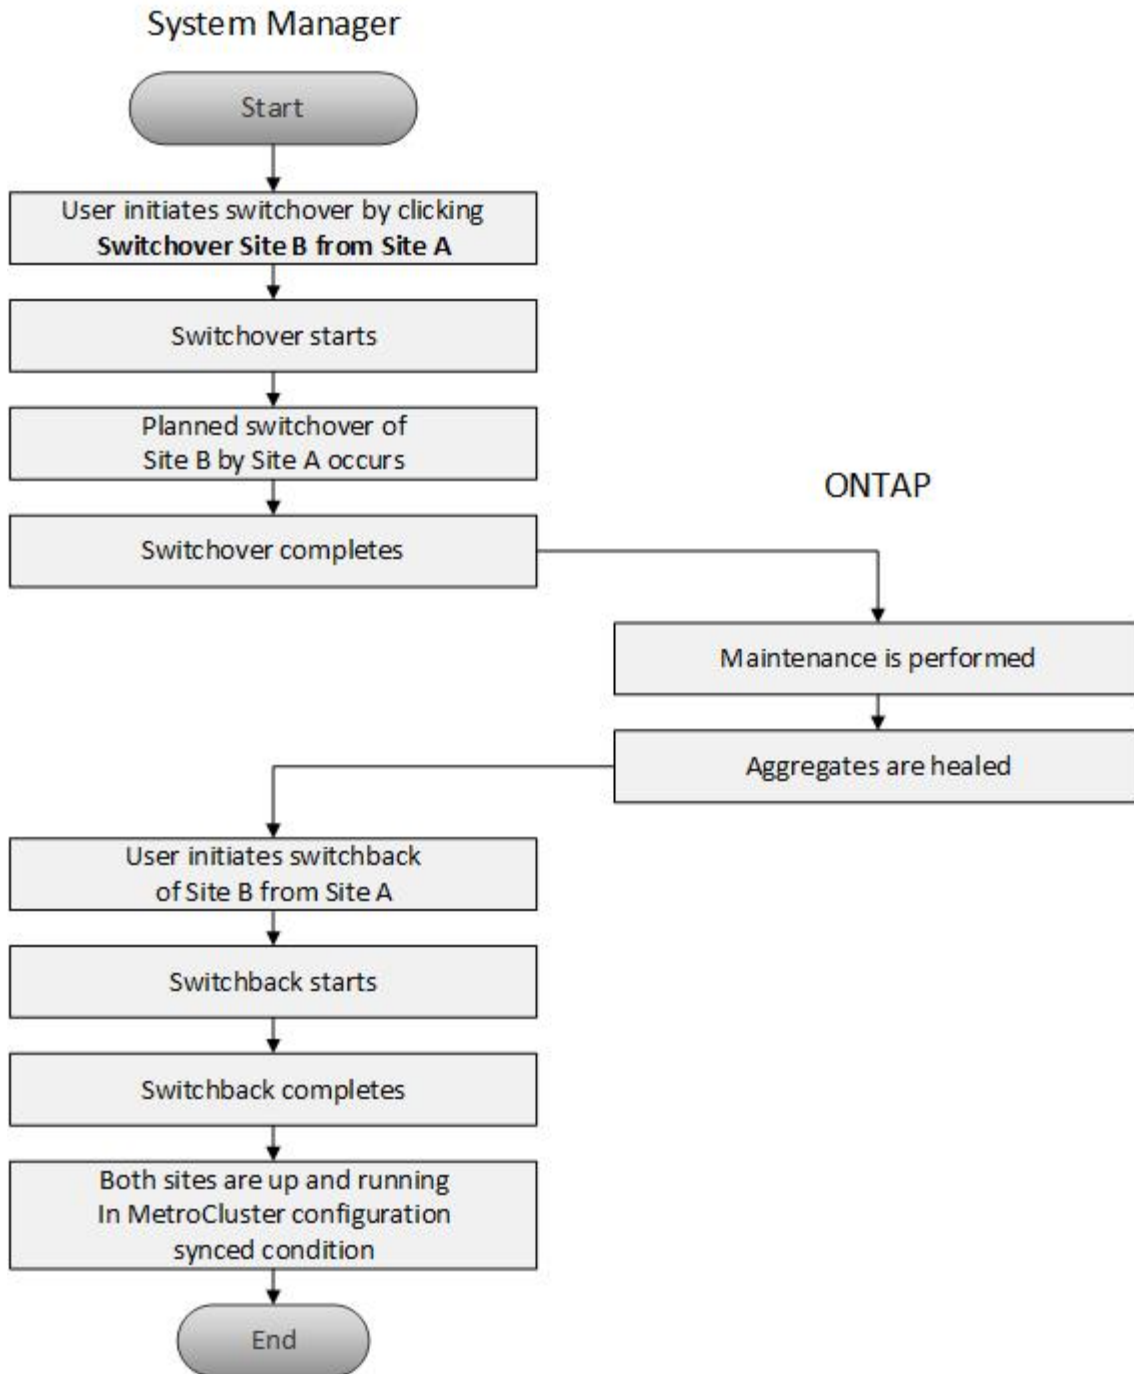 System Manager
Start
User initiates switchover by clicking
Switchover Site B from Site A
Switchover starts
Planned switchover of
Site B by Site A occurs
ONTAP
Switchover completes
Maintenance is performed
Aggregates are healed
User initiates switchback
of Site B from Site A
Switchback starts
Switchback completes
Both sites are up and running
In MetroCluster configuration
synced condition
End